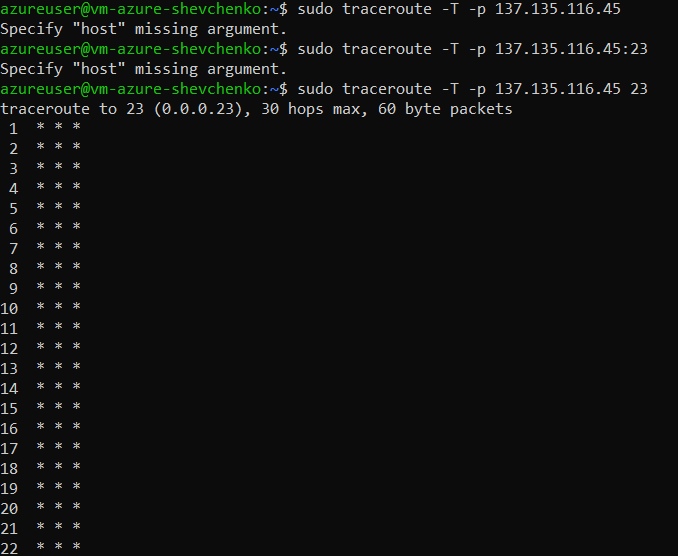 azureuser@vm-azure-shevchenko:~$ sudo traceroute -T -p 137.135.116.45
Specify "host" missing argument.
azureuser@vm-azure-shevchenko:~$ sudo traceroute -T -p 137.135.116.45:23
Specify "host" missing argument.
azureuser@vm-azure-shevchenko:~$ sudo traceroute -T -p 137.135.116.45 23
traceroute to 23 (0.0.0.23), 30 hops max, 60 byte packets
 1  * * *
 2  * * *
 3  * * *
 4  * * *
 5  * * *
 6  * * *
 7  * * *
 8  * * *
 9  * * *
10  * * *
11  * * *
12  * * *
13  * * *
14  * * *
15  * * *
16  * * *
17  * * *
18  * * *
19  * * *
20  * * *
21  * * *
22  * * *